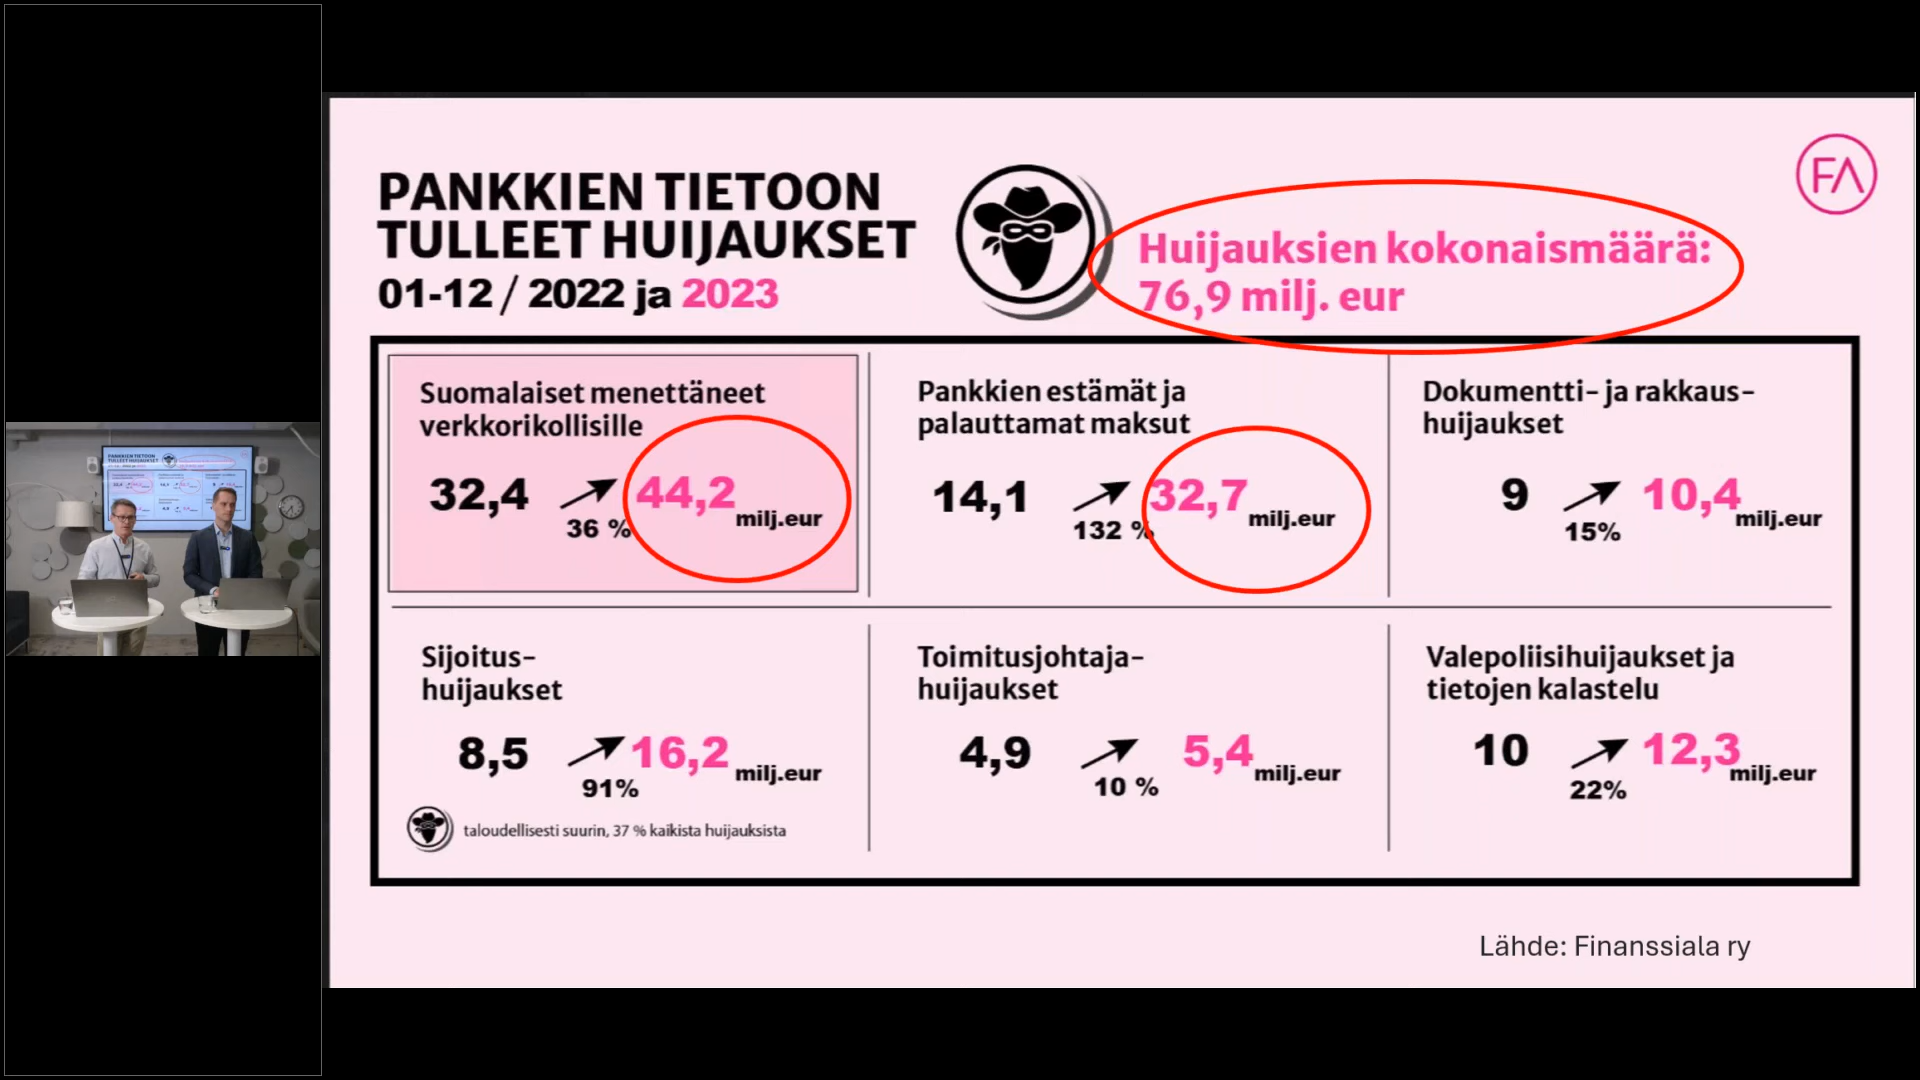 PANKKIEN TIETOON
TULLEET HUIJAUKSET
01-12 / 2022 ja 2023
Huijauksien kokonaismäärä:
76,9 milj. eur
FA
Suomalaiset menettäneet
verkkorikollisille
32,4
36 %
44,2 milj.eur
Pankkien estämät ja
palauttamat maksut
14,1
132 %
32,7 milj.eur
Dokumentti- ja rakkaus-
huijaukset
9
15%
10,4 milj.eur
Sijoitus-
huijaukset
8,5
91%
16,2 milj.eur
taloudellisesti suurin, 37 % kaikista huijauksista
Toimitusjohtaja-
huijaukset
4,9
10 %
5,4 milj.eur
Valepoliisihuijaukset ja
tietojen kalastelu
10
22%
12,3 milj.eur
Lähde: Finanssiala ry